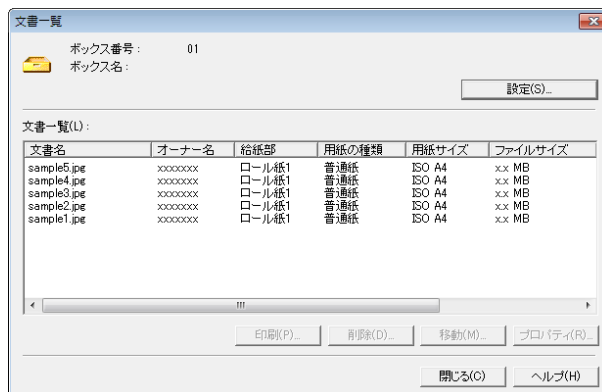 文書一覧
ボックス番号： 01
ボックス名：
設定(S)...
文書一覧(L)：
文書名 オーナー名 給紙部 用紙の種類 用紙サイズ ファイルサイズ
sample5.jpg xxxxxxx ロール紙1 普通紙 ISO A4 x.x MB
sample4.jpg xxxxxxx ロール紙1 普通紙 ISO A4 x.x MB
sample3.jpg xxxxxxx ロール紙1 普通紙 ISO A4 x.x MB
sample2.jpg xxxxxxx ロール紙1 普通紙 ISO A4 x.x MB
sample1.jpg xxxxxxx ロール紙1 普通紙 ISO A4 x.x MB
印刷(P)... 削除(D)... 移動(M)... プロパティ(R)...
閉じる(C) ヘルプ(H)